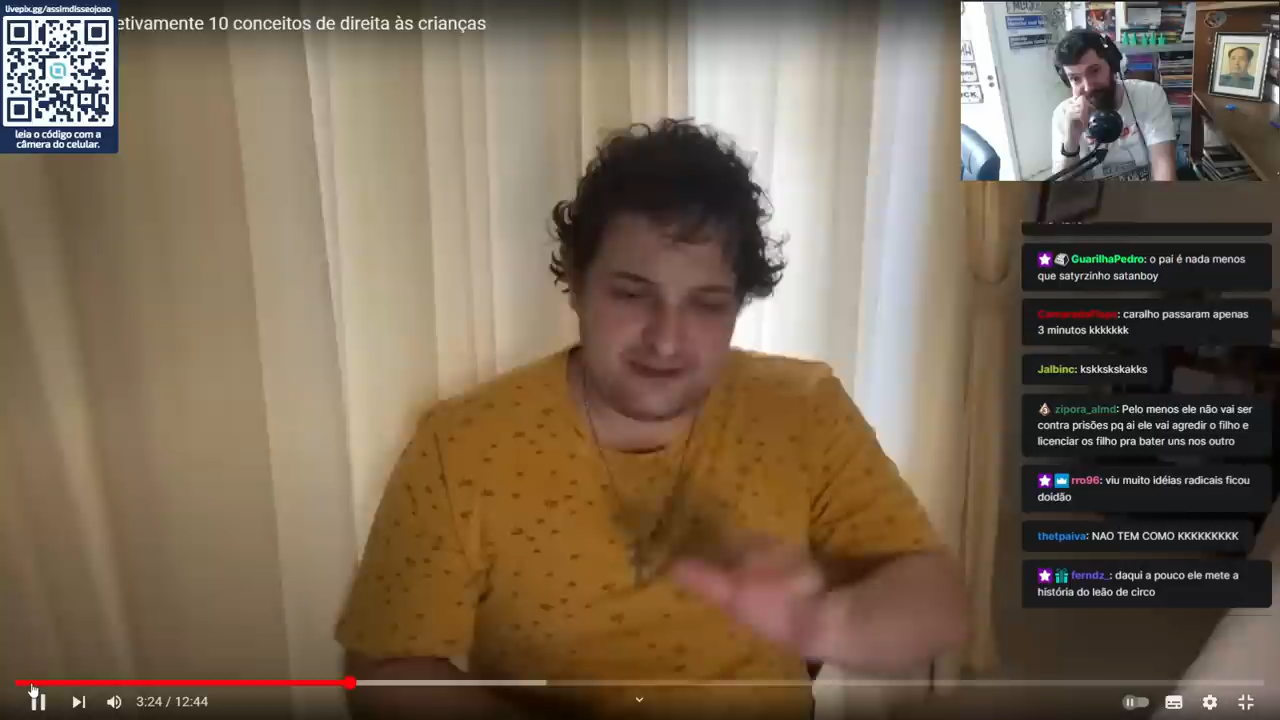 livepix.gg/assimdisseojoao
etivamente 10 conceitos de direita às crianças
leia o código com a
câmera do celular.
GuarilhaPedro: o pai é nada menos
que satyrzinho satanboy
caralho passaram apenas
3 minutos kkkkkkk
Jalbinc: kskkskskakks
zipora_almd: Pelo menos ele não vai ser
contra prisões pq ai ele vai agredir o filho e
licenciar os filho pra bater uns nos outro
rro96: viu muito idéias radicais ficou
doidão
thetpaiva: NAO TEM COMO KKKKKKKKK
ferndz_: daqui a pouco ele mete a
história do leão de circo
3:24 / 12:44